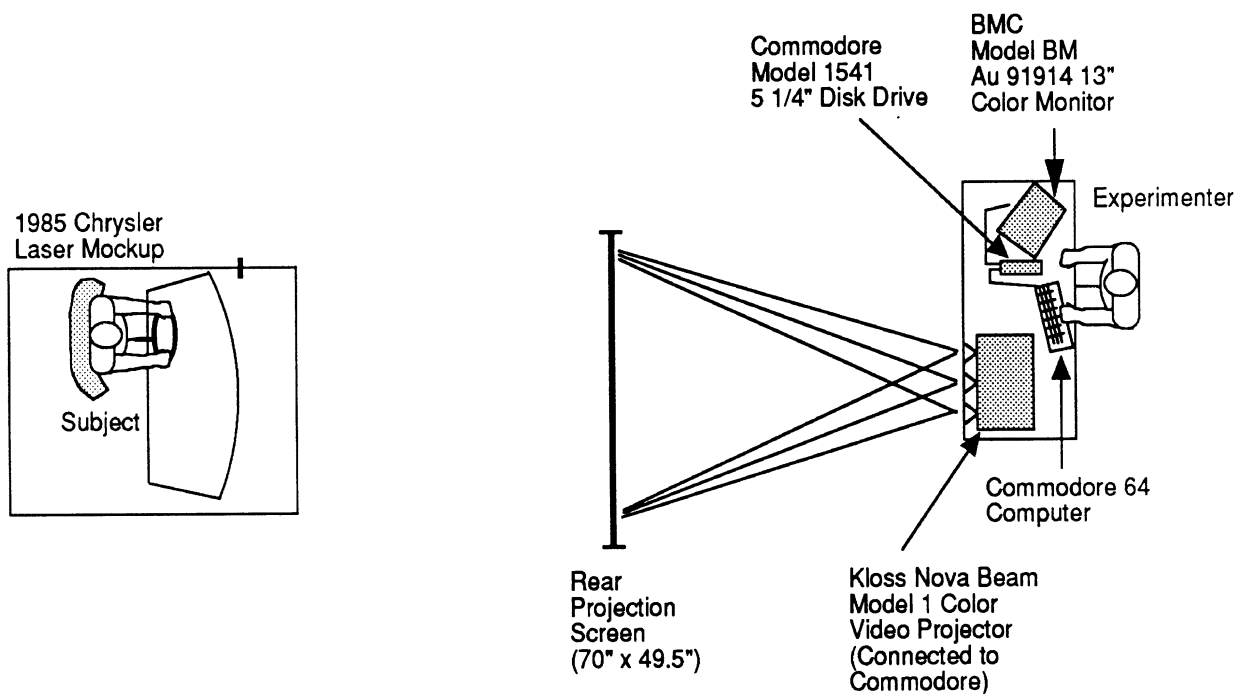 BMC
Model BM
Au 91914 13"
Color Monitor
Commodore
Model 1541
5 1/4" Disk Drive
Experimenter
1985 Chrysler
Laser Mockup
Subject
Commodore 64
Computer
Rear
Projection
Screen
(70" x 49.5")
Kloss Nova Beam
Model 1 Color
Video Projector
(Connected to
Commodore)